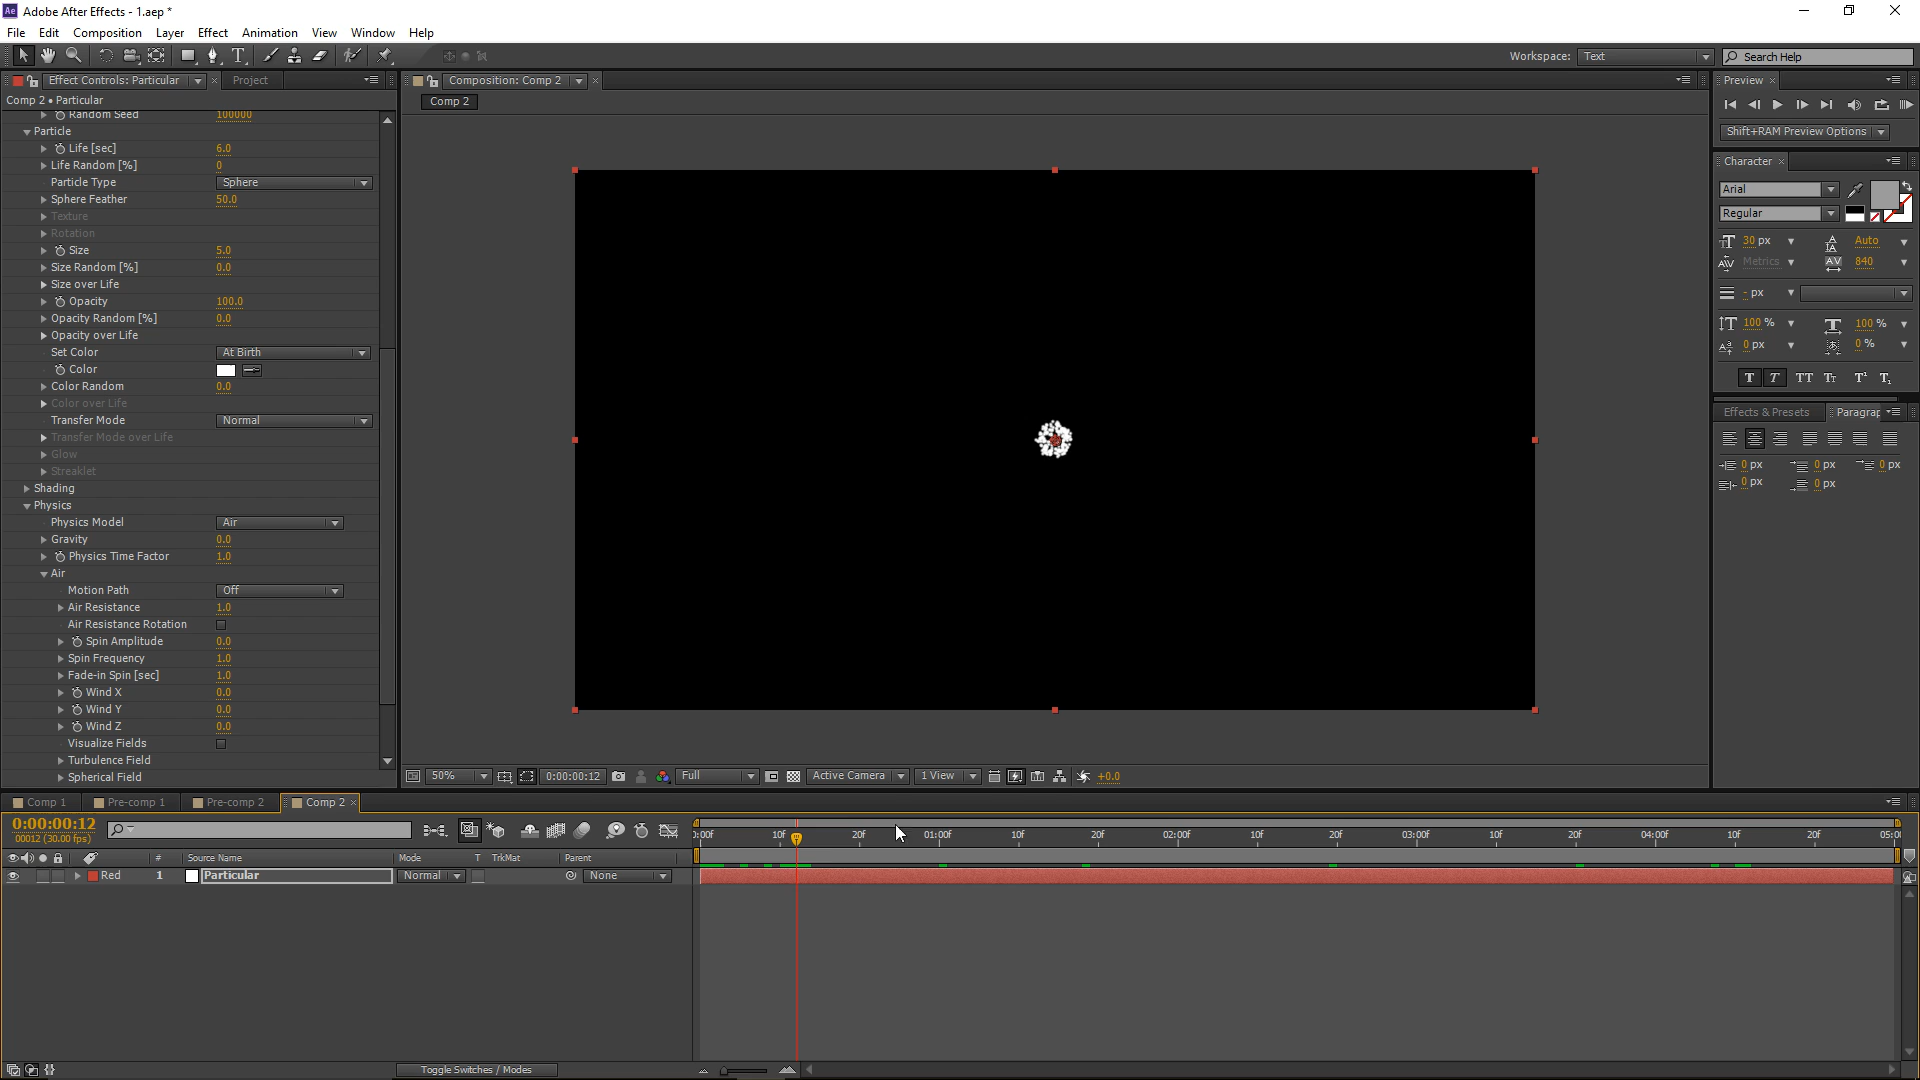 Ae Adobe After Effects - 1.aep *
File Edit Composition Layer Effect Animation View Window Help
Workspace: Text Search Help
Effect Controls: Particular Project
Comp 2 • Particular
Random Seed 100000
Particle
Life [sec] 6.0
Life Random [%] 0
Particle Type Sphere
Sphere Feather 50.0
Texture
Rotation
Size 5.0
Size Random [%] 0.0
Size over Life
Opacity 100.0
Opacity Random [%] 0.0
Opacity over Life
Set Color At Birth
Color
Color Random 0.0
Color over Life
Transfer Mode Normal
Transfer Mode over Life
Glow
Streaklet
Shading
Physics
Physics Model Air
Gravity 0.0
Physics Time Factor 1.0
Air
Motion Path Off
Air Resistance 1.0
Air Resistance Rotation
Spin Amplitude 0.0
Spin Frequency 1.0
Fade-in Spin [sec] 1.0
Wind X 0.0
Wind Y 0.0
Wind Z 0.0
Visualize Fields
Turbulence Field
Spherical Field
Composition: Comp 2
Comp 2
50% 0:00:00:12 Full Active Camera 1 View +0.0
Preview
Shift+RAM Preview Options
Character
Arial
Regular
30 px Auto
Metrics 840
- px
100 % 100 %
0 px 0 %
T T TT Tт T¹ T₁
Effects & Presets Paragrap
0 px 0 px 0 px
0 px 0 px
Comp 1 Pre-comp 1 Pre-comp 2 Comp 2
0:00:00:12
00012 (30.00 fps)
):00f 10f 20f 01:00f 10f 20f 02:00f 10f 20f 03:00f 10f 20f 04:00f 10f 20f 05:0(
# Source Name Mode T TrkMat Parent
Red 1 Particular Normal None
Toggle Switches / Modes